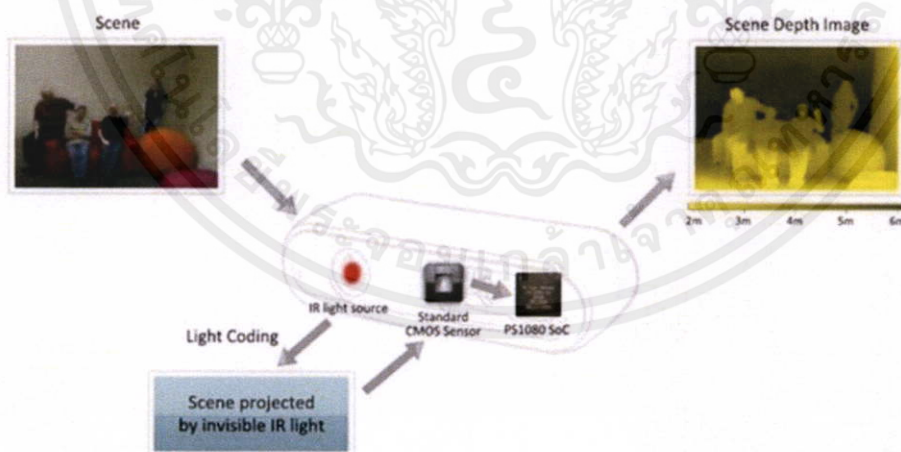 Scene
Scene Depth Image
2m 3m 4m 5m 6m
IR light source
Standard
CMOS Sensor
PS1080 SoC
Light Coding
Scene projected
by invisible IR light